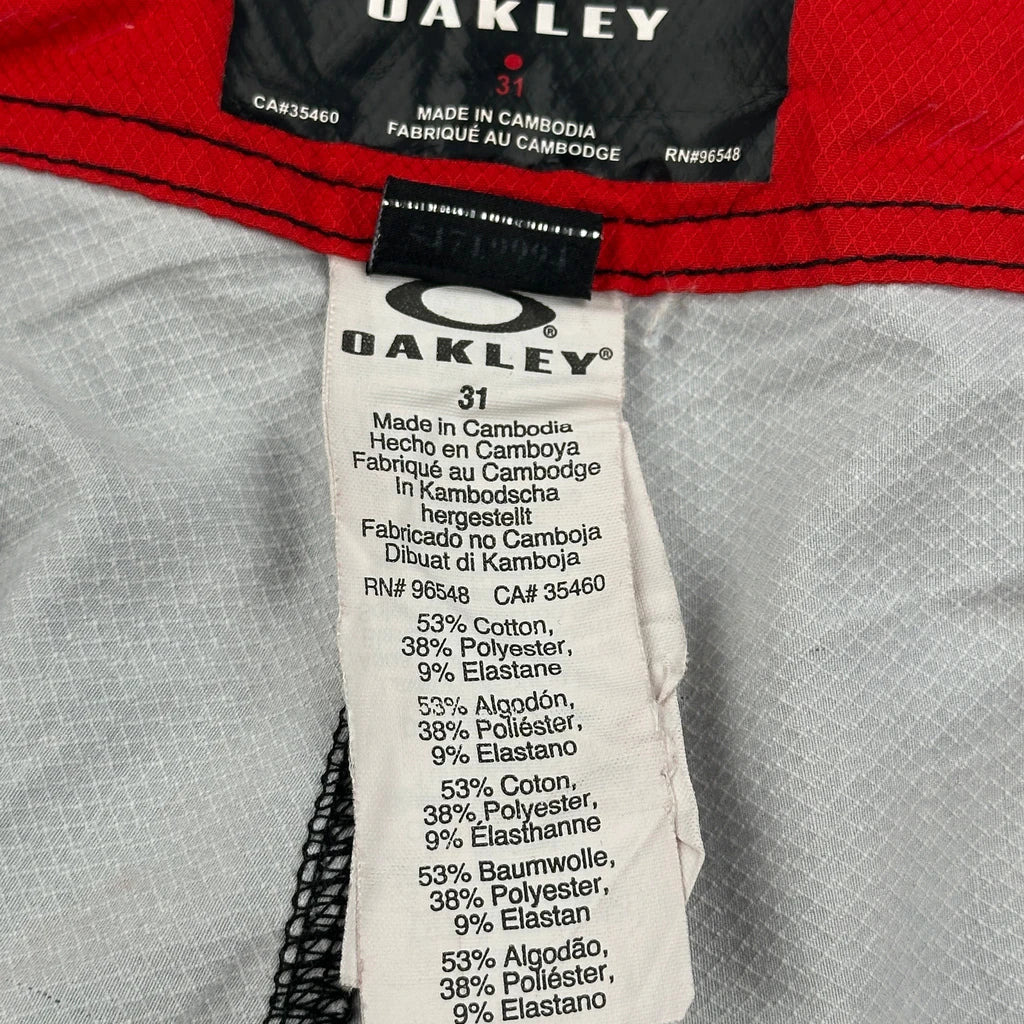 OAKLEY
31
CA#35460
MADE IN CAMBODIA
FABRIQUÉ AU CAMBODGE
RN#96548
OAKLEY®
31
Made in Cambodia
Hecho en Camboya
Fabriqué au Cambodge
In Kambodscha
hergestellt
Fabricado no Camboja
Dibuat di Kamboja
RN# 96548 CA# 35460
53% Cotton,
38% Polyester,
9% Elastane
53% Algodón,
38% Poliéster,
9% Elastano
53% Coton,
38% Polyester,
9% Élasthanne
53% Baumwolle,
38% Polyester,
9% Elastan
53% Algodão,
38% Poliéster,
9% Elastano